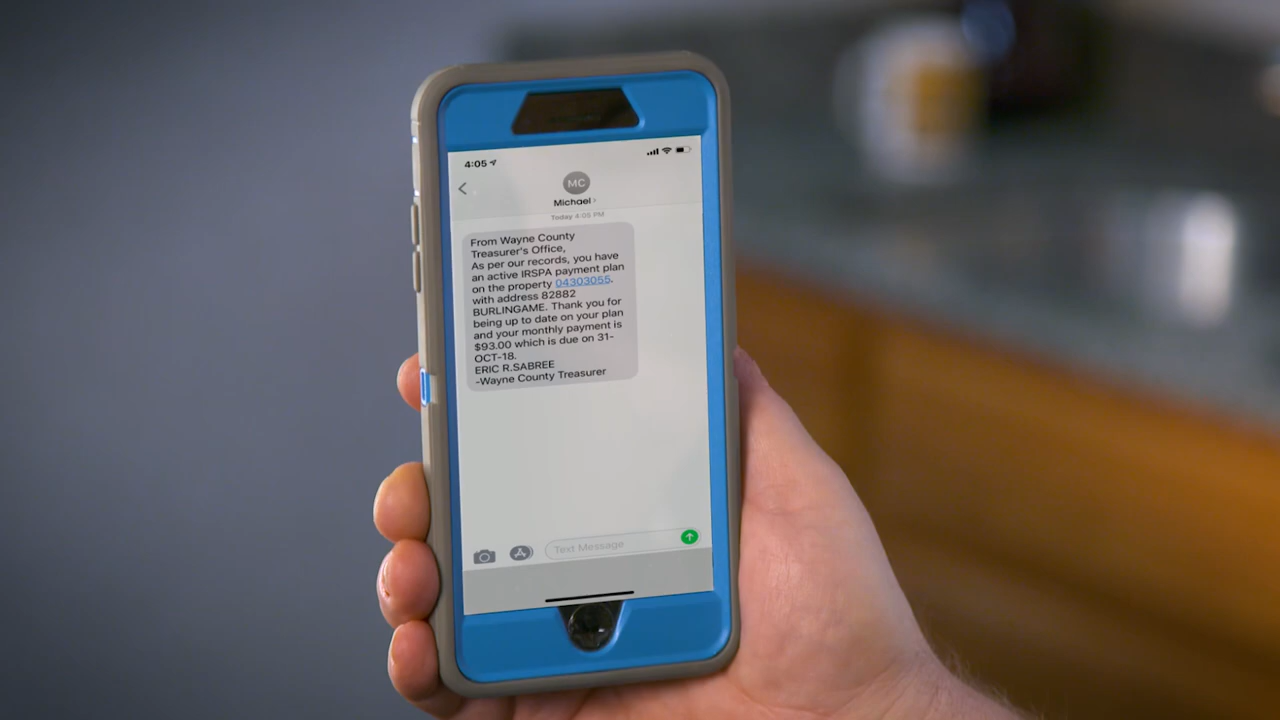 4:05
MC
Michael >
Today 4:05 PM
From Wayne County
Treasurer's Office,
As per our records, you have
an active IRSPA payment plan
on the property 04303055.
with address 82882
BURLINGAME. Thank you for
being up to date on your plan
and your monthly payment is
$93.00 which is due on 31-
OCT-18.
ERIC R.SABREE
-Wayne County Treasurer
Text Message